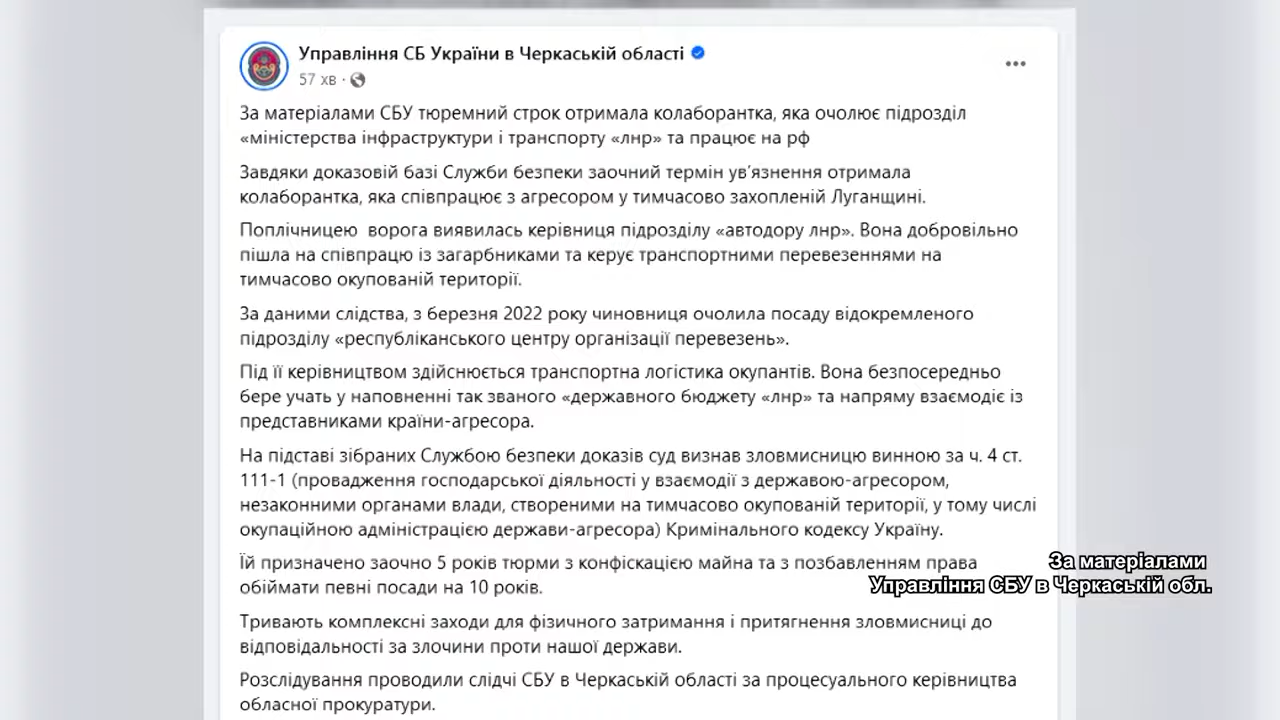 Управління СБ України в Черкаській області
57 хв ·
За матеріалами СБУ тюремний строк отримала колаборантка, яка очолює підрозділ
«міністерства інфраструктури і транспорту «лнр» та працює на рф
Завдяки доказовій базі Служби безпеки заочний термін ув’язнення отримала
колаборантка, яка співпрацює з агресором у тимчасово захопленій Луганщині.
Поплічницею ворога виявилась керівниця підрозділу «автодору лнр». Вона добровільно
пішла на співпрацю із загарбниками та керує транспортними перевезеннями на
тимчасово окупованій території.
За даними слідства, з березня 2022 року чиновниця очолила посаду відокремленого
підрозділу «республіканського центру організації перевезень».
Під її керівництвом здійснюється транспортна логістика окупантів. Вона безпосередньо
бере учать у наповненні так званого «державного бюджету «лнр» та напряму взаємодіє із
представниками країни-агресора.
На підставі зібраних Службою безпеки доказів суд визнав зловмисницю винною за ч. 4 ст.
111-1 (провадження господарської діяльності у взаємодії з державою-агресором,
незаконними органами влади, створеними на тимчасово окупованій території, у тому числі
окупаційною адміністрацією держави-агресора) Кримінального кодексу Україну.
Їй призначено заочно 5 років тюрми з конфіскацією майна та з позбавленням права
обіймати певні посади на 10 років.
За матеріалами
Управління СБУ в Черкаській обл.
Тривають комплексні заходи для фізичного затримання і притягнення зловмисниці до
відповідальності за злочини проти нашої держави.
Розслідування проводили слідчі СБУ в Черкаській області за процесуального керівництва
обласної прокуратури.